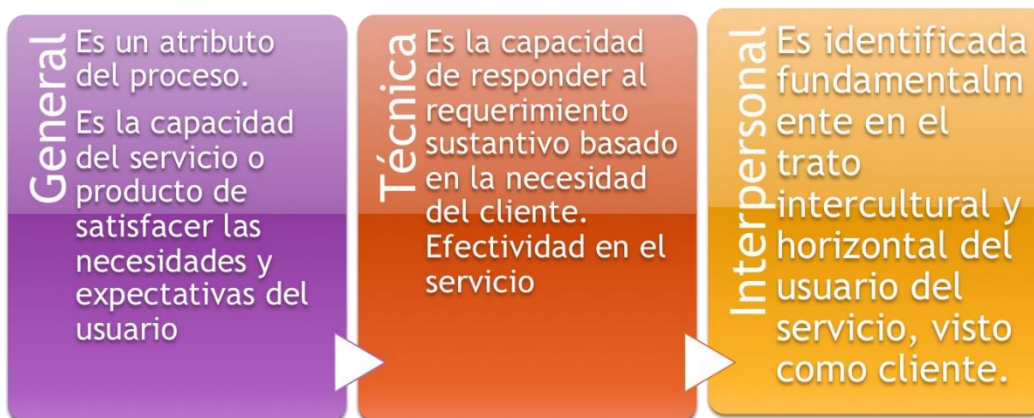 General
Es un atributo
del proceso.
Es la capacidad
del servicio o
producto de
satisfacer las
necesidades y
expectativas del
usuario
Técnica
Es la capacidad
de responder al
requerimiento
sustantivo basado
en la necesidad
del cliente.
Efectividad en el
servicio
Interpersonal
Es identificada
fundamentalm
ente en el
trato
intercultural y
horizontal del
usuario del
servicio, visto
como cliente.